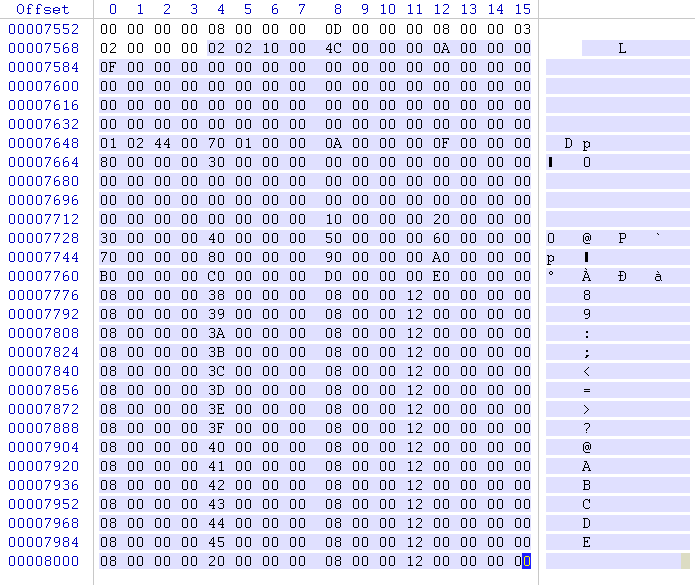 Offset 0 1 2 3 4 5 6 7 8 9 10 11 12 13 14 15
00007552 00 00 00 00 08 00 00 00 0D 00 00 00 08 00 00 03
00007568 02 00 00 00 02 02 10 00 4C 00 00 00 0A 00 00 00 L
00007584 0F 00 00 00 00 00 00 00 00 00 00 00 00 00 00 00
00007600 00 00 00 00 00 00 00 00 00 00 00 00 00 00 00 00
00007616 00 00 00 00 00 00 00 00 00 00 00 00 00 00 00 00
00007632 00 00 00 00 00 00 00 00 00 00 00 00 00 00 00 00
00007648 01 02 44 00 70 01 00 00 0A 00 00 00 0F 00 00 00 D p
00007664 80 00 00 00 30 00 00 00 00 00 00 00 00 00 00 00 ▮ 0
00007680 00 00 00 00 00 00 00 00 00 00 00 00 00 00 00 00
00007696 00 00 00 00 00 00 00 00 00 00 00 00 00 00 00 00
00007712 00 00 00 00 00 00 00 00 10 00 00 00 20 00 00 00
00007728 30 00 00 00 40 00 00 00 50 00 00 00 60 00 00 00 0 @ P `
00007744 70 00 00 00 80 00 00 00 90 00 00 00 A0 00 00 00 p ▮
00007760 B0 00 00 00 C0 00 00 00 D0 00 00 00 E0 00 00 00 ° À Ð à
00007776 08 00 00 00 38 00 00 00 08 00 00 12 00 00 00 00 8
00007792 08 00 00 00 39 00 00 00 08 00 00 12 00 00 00 00 9
00007808 08 00 00 00 3A 00 00 00 08 00 00 12 00 00 00 00 :
00007824 08 00 00 00 3B 00 00 00 08 00 00 12 00 00 00 00 ;
00007840 08 00 00 00 3C 00 00 00 08 00 00 12 00 00 00 00 <
00007856 08 00 00 00 3D 00 00 00 08 00 00 12 00 00 00 00 =
00007872 08 00 00 00 3E 00 00 00 08 00 00 12 00 00 00 00 >
00007888 08 00 00 00 3F 00 00 00 08 00 00 12 00 00 00 00 ?
00007904 08 00 00 00 40 00 00 00 08 00 00 12 00 00 00 00 @
00007920 08 00 00 00 41 00 00 00 08 00 00 12 00 00 00 00 A
00007936 08 00 00 00 42 00 00 00 08 00 00 12 00 00 00 00 B
00007952 08 00 00 00 43 00 00 00 08 00 00 12 00 00 00 00 C
00007968 08 00 00 00 44 00 00 00 08 00 00 12 00 00 00 00 D
00007984 08 00 00 00 45 00 00 00 08 00 00 12 00 00 00 00 E
00008000 08 00 00 00 20 00 00 00 08 00 00 12 00 00 00 00